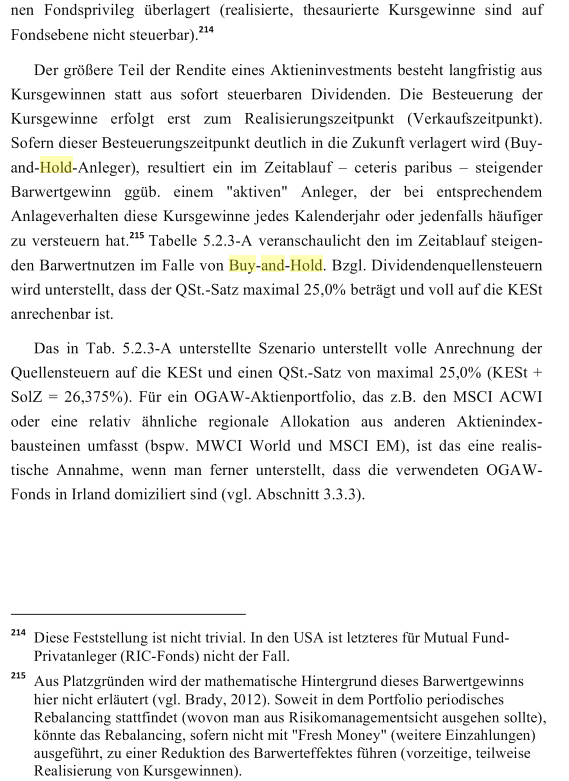 nen Fondsprivileg überlagert (realisierte, thesaurierte Kursgewinne sind auf
Fondsebene nicht steuerbar).214
Der größere Teil der Rendite eines Aktieninvestments besteht langfristig aus
Kursgewinnen statt aus sofort steuerbaren Dividenden. Die Besteuerung der
Kursgewinne erfolgt erst zum Realisierungszeitpunkt (Verkaufszeitpunkt).
Sofern dieser Besteuerungszeitpunkt deutlich in die Zukunft verlagert wird (Buy-
and-Hold-Anleger), resultiert ein im Zeitablauf – ceteris paribus – steigender
Barwertgewinn ggüb. einem "aktiven" Anleger, der bei entsprechendem
Anlageverhalten diese Kursgewinne jedes Kalenderjahr oder jedenfalls häufiger
zu versteuern hat.215 Tabelle 5.2.3-A veranschaulicht den im Zeitablauf steigen-
den Barwertnutzen im Falle von Buy-and-Hold. Bzgl. Dividendenquellensteuern
wird unterstellt, dass der QSt.-Satz maximal 25,0% beträgt und voll auf die KESt
anrechenbar ist.
Das in Tab. 5.2.3-A unterstellte Szenario unterstellt volle Anrechnung der
Quellensteuern auf die KESt und einen QSt.-Satz von maximal 25,0% (KESt +
SolZ = 26,375%). Für ein OGAW-Aktienportfolio, das z.B. den MSCI ACWI
oder eine relativ ähnliche regionale Allokation aus anderen Aktienindex-
bausteinen umfasst (bspw. MWCI World und MSCI EM), ist das eine realis-
tische Annahme, wenn man ferner unterstellt, dass die verwendeten OGAW-
Fonds in Irland domiziliert sind (vgl. Abschnitt 3.3.3).
214 Diese Feststellung ist nicht trivial. In den USA ist letzteres für Mutual Fund-
Privatanleger (RIC-Fonds) nicht der Fall.
215 Aus Platzgründen wird der mathematische Hintergrund dieses Barwertgewinns
hier nicht erläutert (vgl. Brady, 2012). Soweit in dem Portfolio periodisches
Rebalancing stattfindet (wovon man aus Risikomanagementsicht ausgehen sollte),
könnte das Rebalancing, sofern nicht mit "Fresh Money" (weitere Einzahlungen)
ausgeführt, zu einer Reduktion des Barwerteffektes führen (vorzeitige, teilweise
Realisierung von Kursgewinnen).